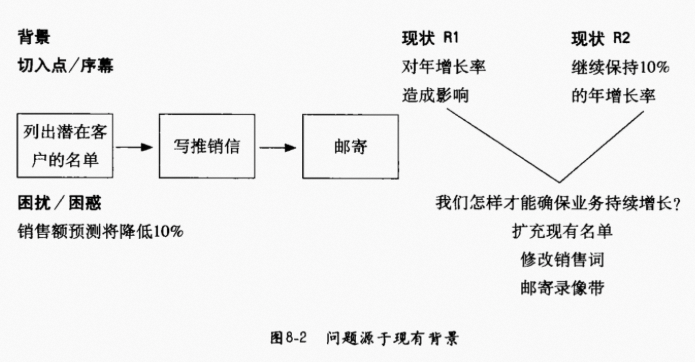 背景
切入点/序幕
列出潜在客
户的名单
写推销信
邮寄
困扰/困惑
销售额预测将降低10%
现状 R1
对年增长率
造成影响
现状 R2
继续保持10%
的年增长率
我们怎样才能确保业务持续增长?
扩充现有名单
修改销售词
邮寄录像带
图8-2 问题源于现有背景